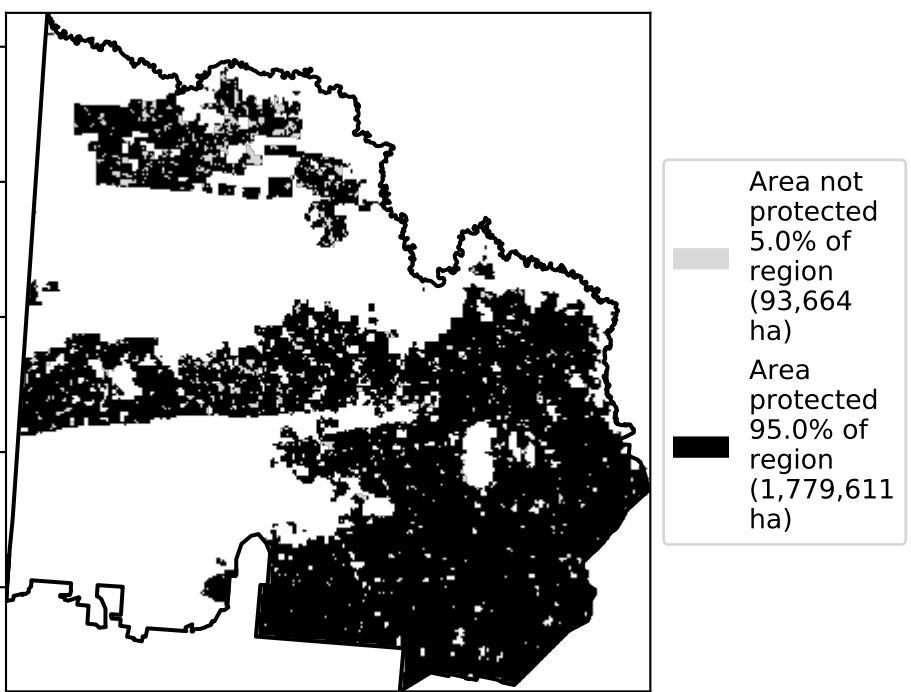 Area not
protected
5.0% of
region
(93,664
ha)
Area
protected
95.0% of
region
(1,779,611
ha)